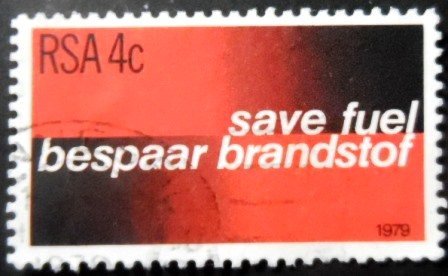 RSA 4c
save fuel
bespaar brandstof
1979